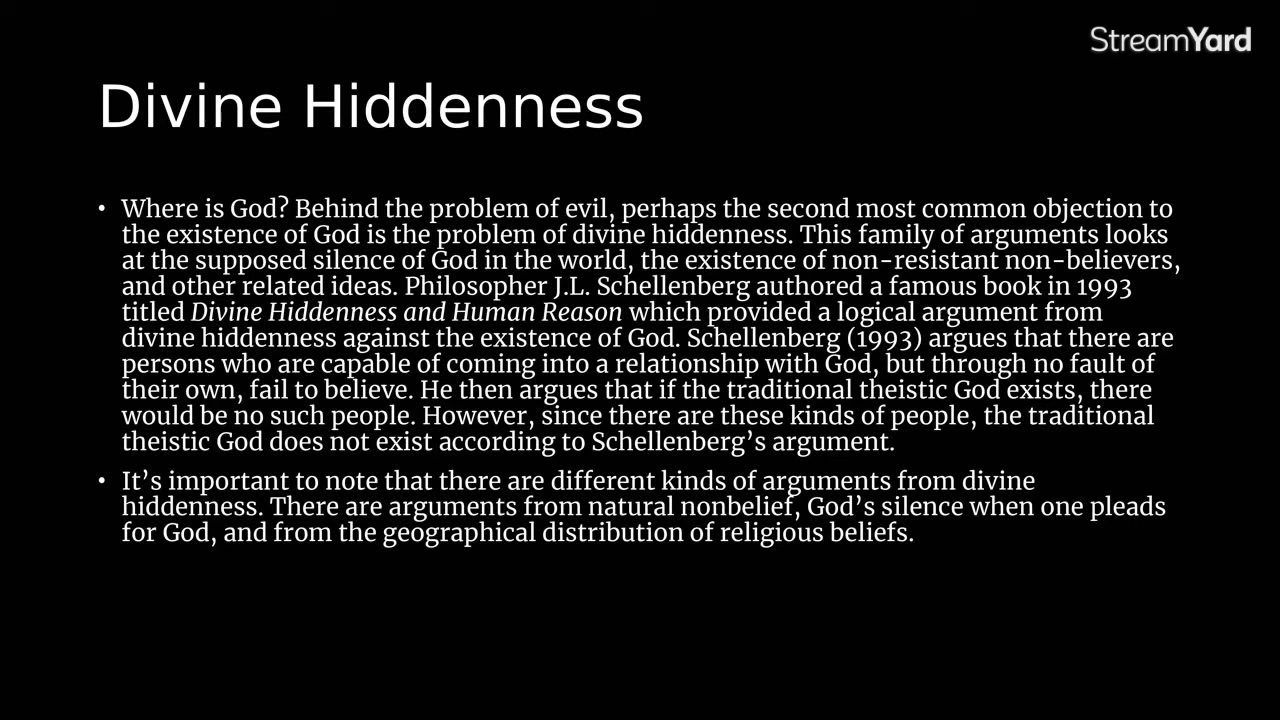 StreamYard
Divine Hiddenness
• Where is God? Behind the problem of evil, perhaps the second most common objection to
the existence of God is the problem of divine hiddenness. This family of arguments looks
at the supposed silence of God in the world, the existence of non-resistant non-believers,
and other related ideas. Philosopher J.L. Schellenberg authored a famous book in 1993
titled Divine Hiddenness and Human Reason which provided a logical argument from
divine hiddenness against the existence of God. Schellenberg (1993) argues that there are
persons who are capable of coming into a relationship with God, but through no fault of
their own, fail to believe. He then argues that if the traditional theistic God exists, there
would be no such people. However, since there are these kinds of people, the traditional
theistic God does not exist according to Schellenberg’s argument.
• It’s important to note that there are different kinds of arguments from divine
hiddenness. There are arguments from natural nonbelief, God’s silence when one pleads
for God, and from the geographical distribution of religious beliefs.